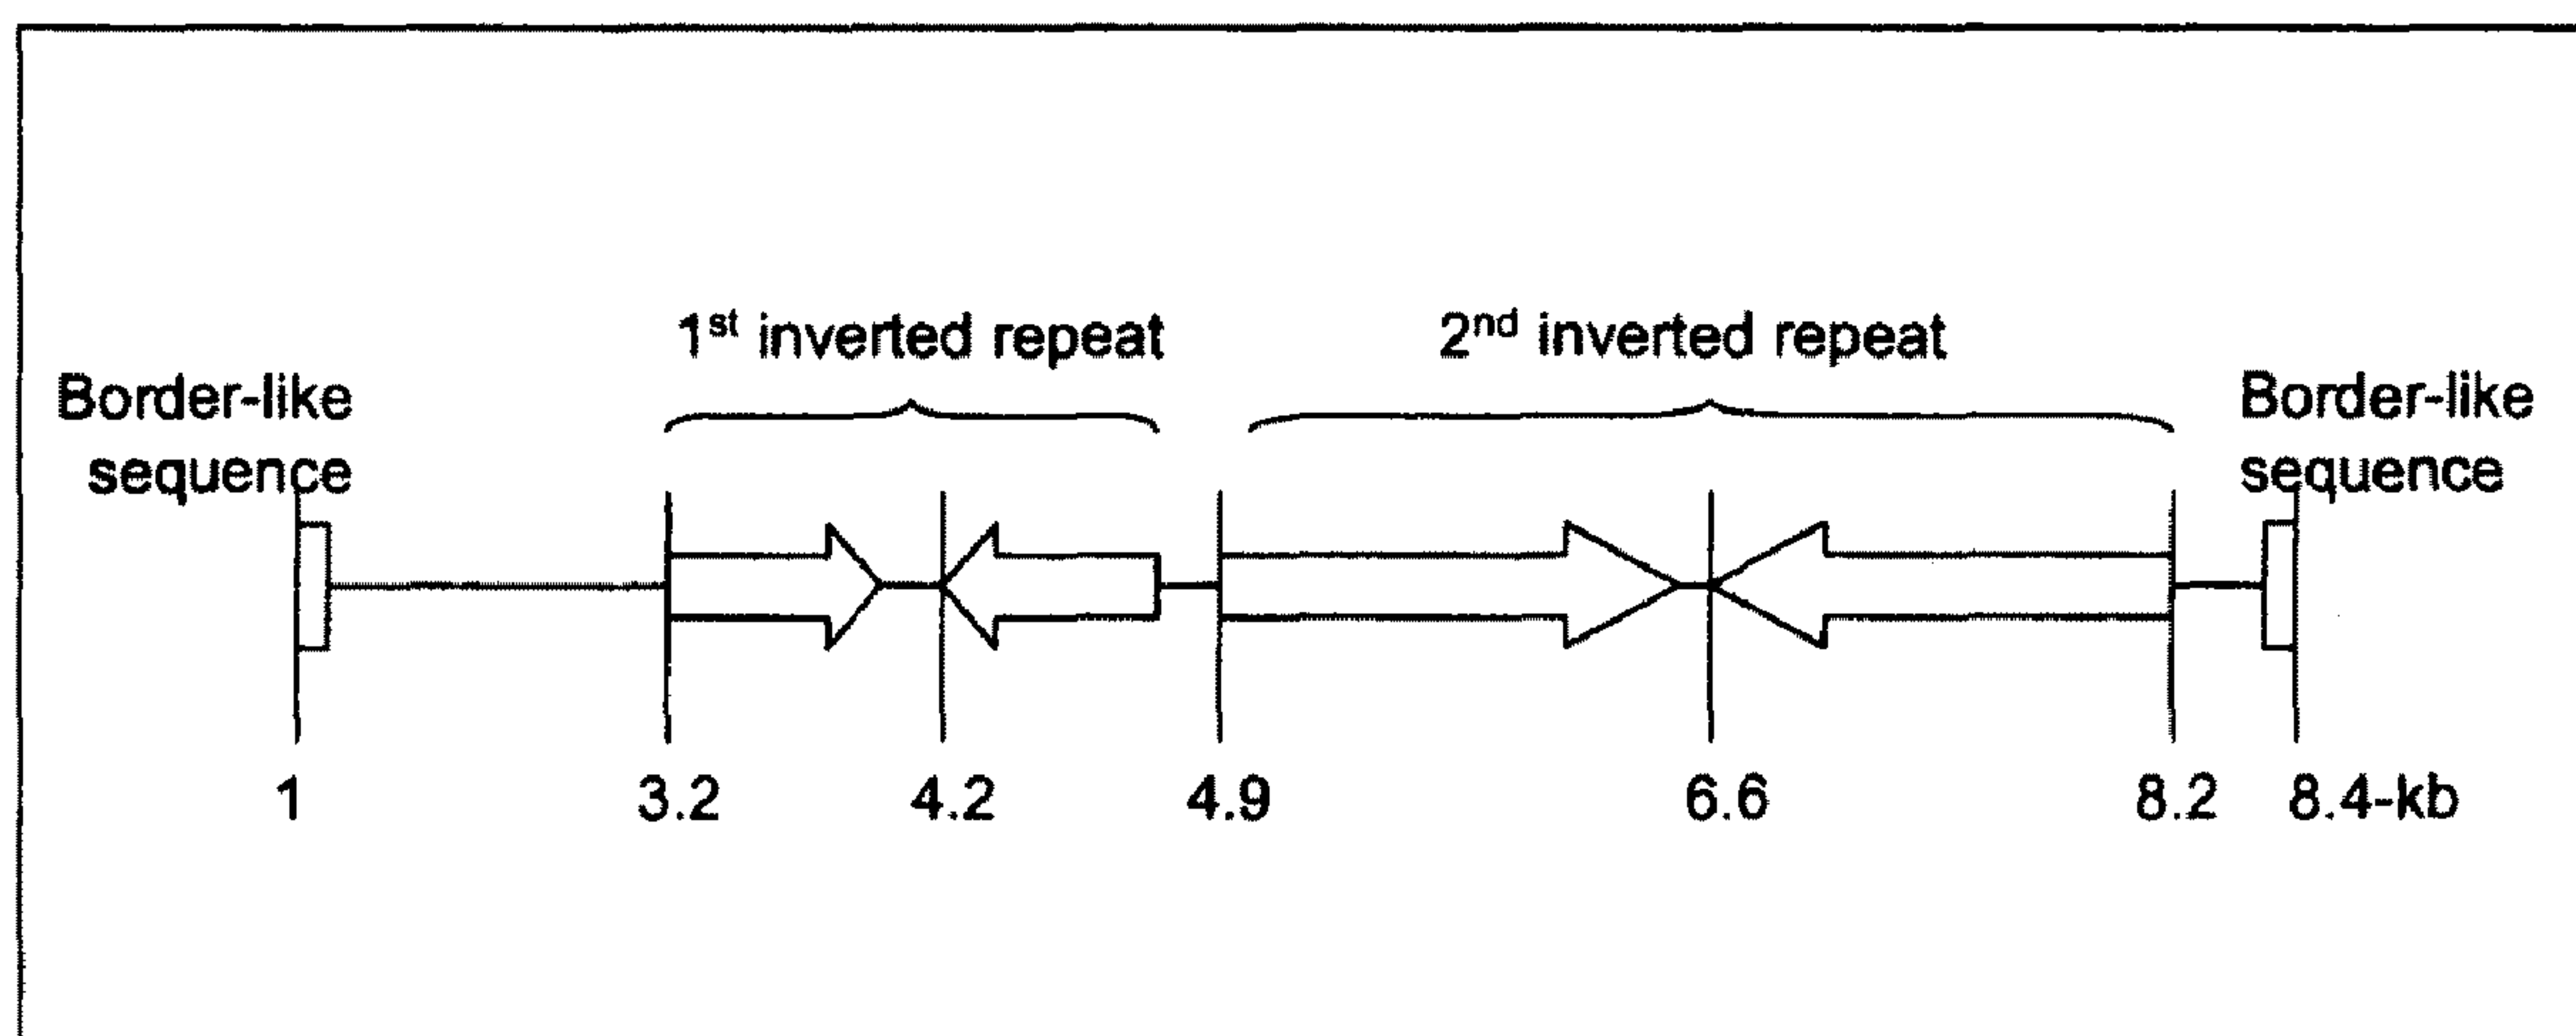 1st inverted repeat
2nd inverted repeat
Border-like
sequence
Border-like
sequence
1
3.2
4.2
4.9
6.6
8.2
8.4-kb